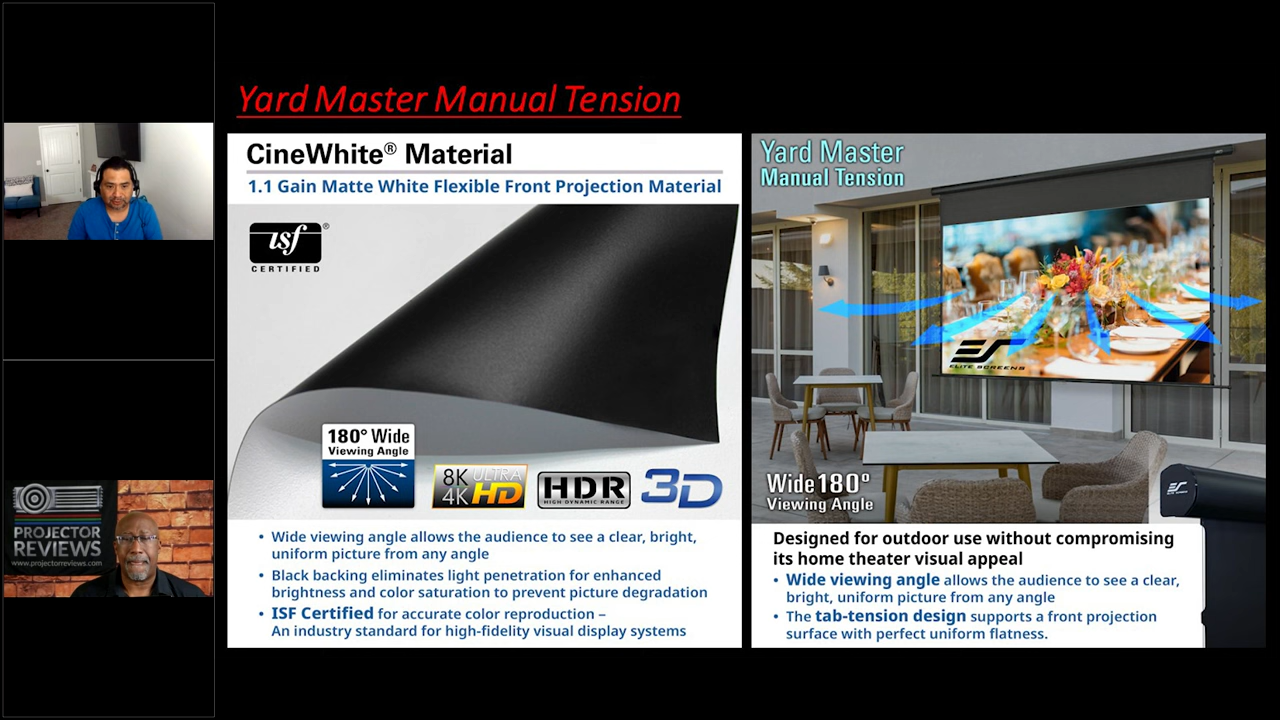 Yard Master Manual Tension
CineWhite® Material
1.1 Gain Matte White Flexible Front Projection Material
isf®
CERTIFIED
180° Wide
Viewing Angle
8K ULTRA
4K HD
HDR
HIGH DYNAMIC RANGE
3D
• Wide viewing angle allows the audience to see a clear, bright,
uniform picture from any angle
• Black backing eliminates light penetration for enhanced
brightness and color saturation to prevent picture degradation
• ISF Certified for accurate color reproduction –
An industry standard for high-fidelity visual display systems
Yard Master
Manual Tension
ES
ELITE SCREENS
Wide 180°
Viewing Angle
ES
ELITE SCREENS
Designed for outdoor use without compromising
its home theater visual appeal
• Wide viewing angle allows the audience to see a clear,
bright, uniform picture from any angle
• The tab-tension design supports a front projection
surface with perfect uniform flatness.
PROJECTOR
REVIEWS
www.projectorreviews.com